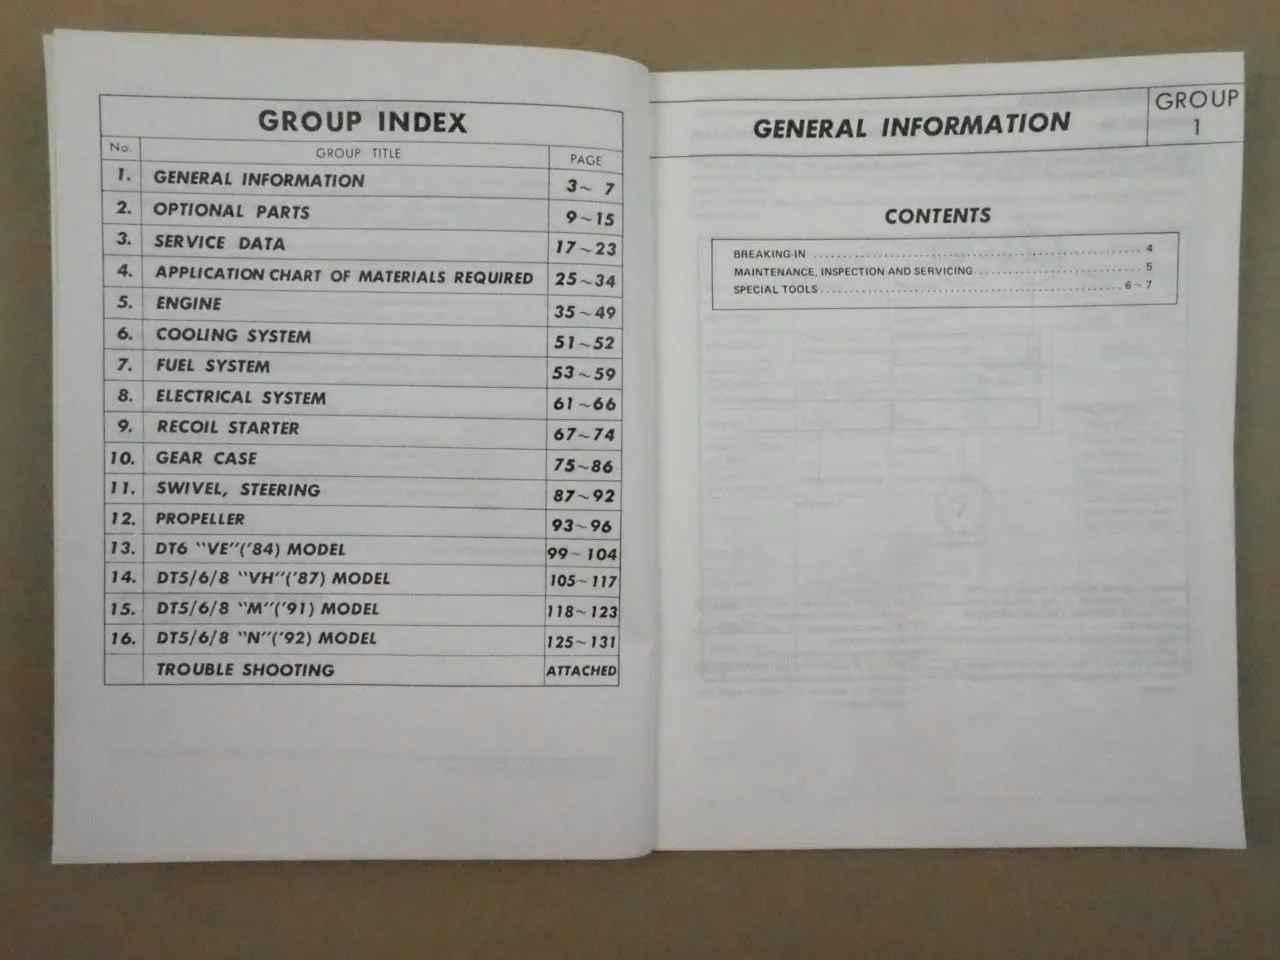 GROUP INDEX
No. GROUP TITLE PAGE
1. GENERAL INFORMATION 3~ 7
2. OPTIONAL PARTS 9~15
3. SERVICE DATA 17~23
4. APPLICATION CHART OF MATERIALS REQUIRED 25~34
5. ENGINE 35~49
6. COOLING SYSTEM 51~52
7. FUEL SYSTEM 53~59
8. ELECTRICAL SYSTEM 61~66
9. RECOIL STARTER 67~74
10. GEAR CASE 75~86
11. SWIVEL, STEERING 87~92
12. PROPELLER 93~96
13. DT6 "VE"('84) MODEL 99~104
14. DT5/6/8 "VH"('87) MODEL 105~117
15. DT5/6/8 "M"('91) MODEL 118~123
16. DT5/6/8 "N"('92) MODEL 125~131
TROUBLE SHOOTING ATTACHED
GENERAL INFORMATION
GROUP
1
CONTENTS
BREAKING-IN 4
MAINTENANCE, INSPECTION AND SERVICING 5
SPECIAL TOOLS 6~7